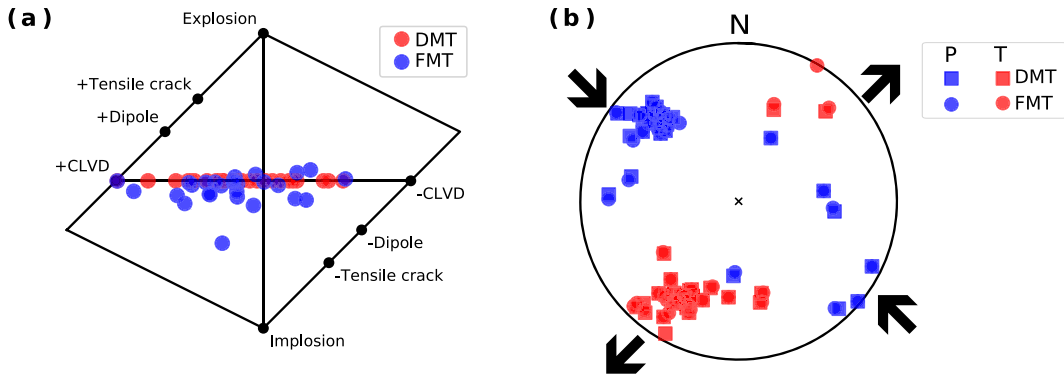 (a)
Explosion
DMT
FMT
+Tensile crack
+Dipole
+CLVD
-CLVD
-Dipole
-Tensile crack
Implosion
(b)
N
P T
DMT
FMT